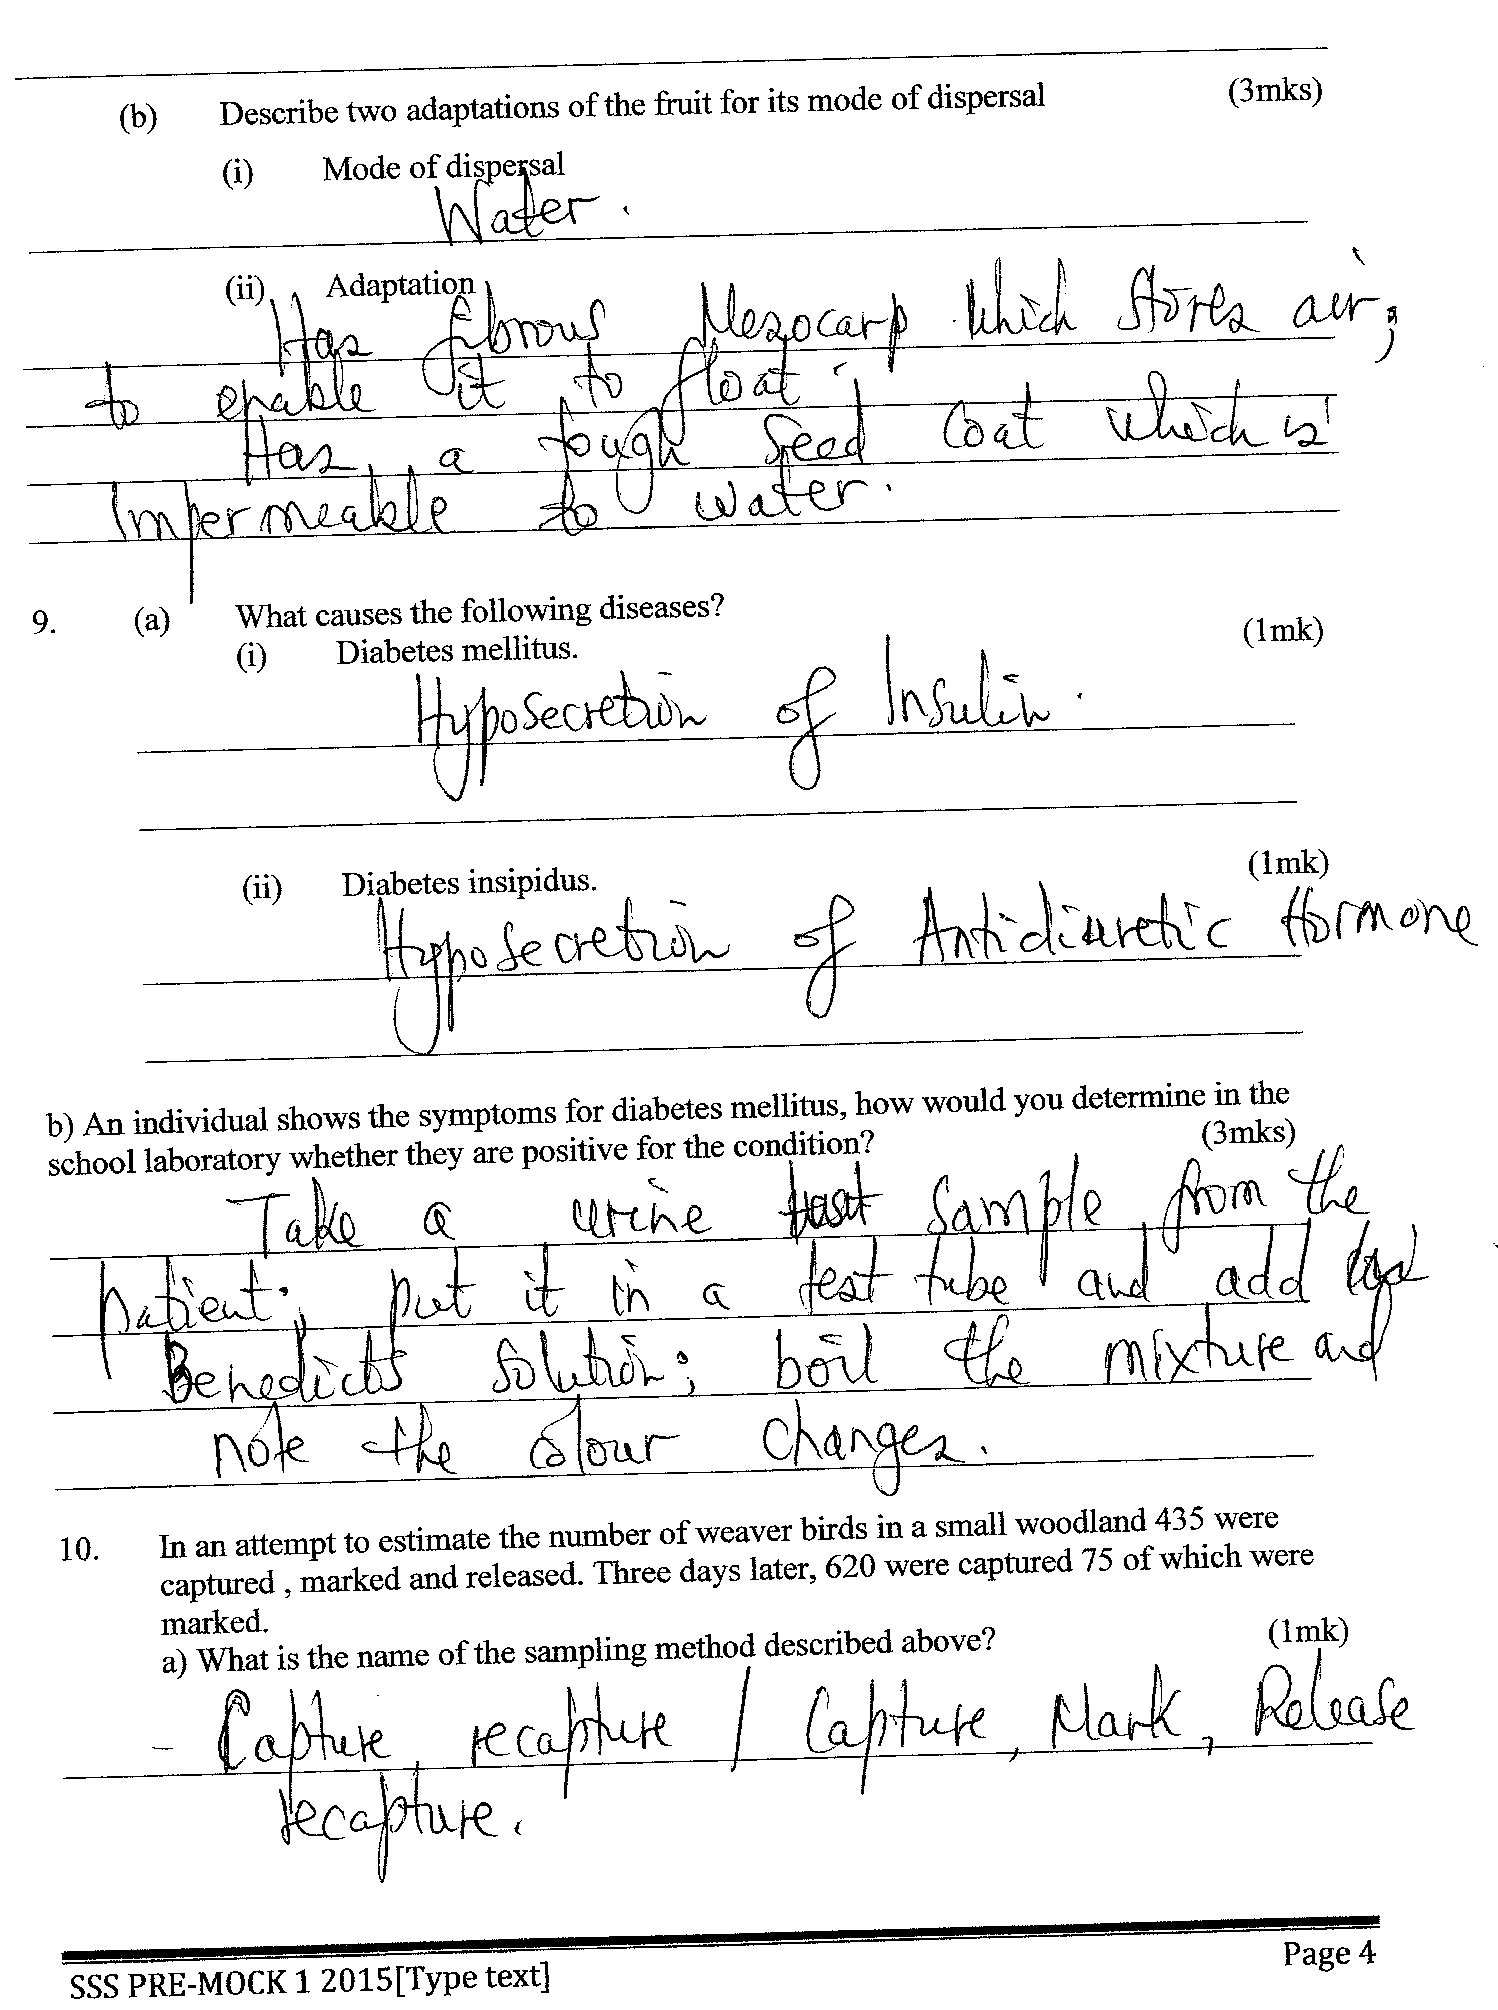 (b) Describe two adaptations of the fruit for its mode of dispersal (3mks)
(i) Mode of dispersal
Water.
(ii) Adaptation
Has fibrous Mesocarp which stores air;
to enable it to float;
Has a tough seed coat which is
Impermeable to water.
9. (a) What causes the following diseases?
(i) Diabetes mellitus. (1mk)
Hyposecretion of Insulin.
(ii) Diabetes insipidus. (1mk)
Hyposecretion of Antidiuretic Hormone
b) An individual shows the symptoms for diabetes mellitus, how would you determine in the
school laboratory whether they are positive for the condition? (3mks)
Take a urine sample from the
patient; put it in a test tube and add
Benedicts solution; boil the mixture and
note the colour changes.
10. In an attempt to estimate the number of weaver birds in a small woodland 435 were
captured , marked and released. Three days later, 620 were captured 75 of which were
marked.
a) What is the name of the sampling method described above? (1mk)
- Capture, recapture / Capture, Mark, Release
recapture.
Page 4
SSS PRE-MOCK 1 2015[Type text]